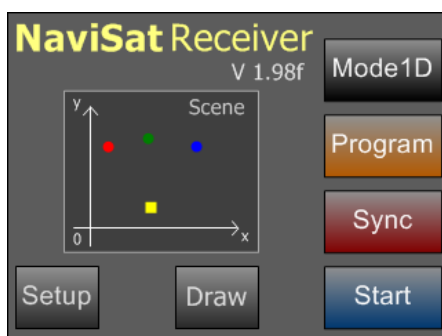 NaviSat Receiver
V 1.98f
Mode1D
y
Scene
Program
0
x
Sync
Setup
Draw
Start